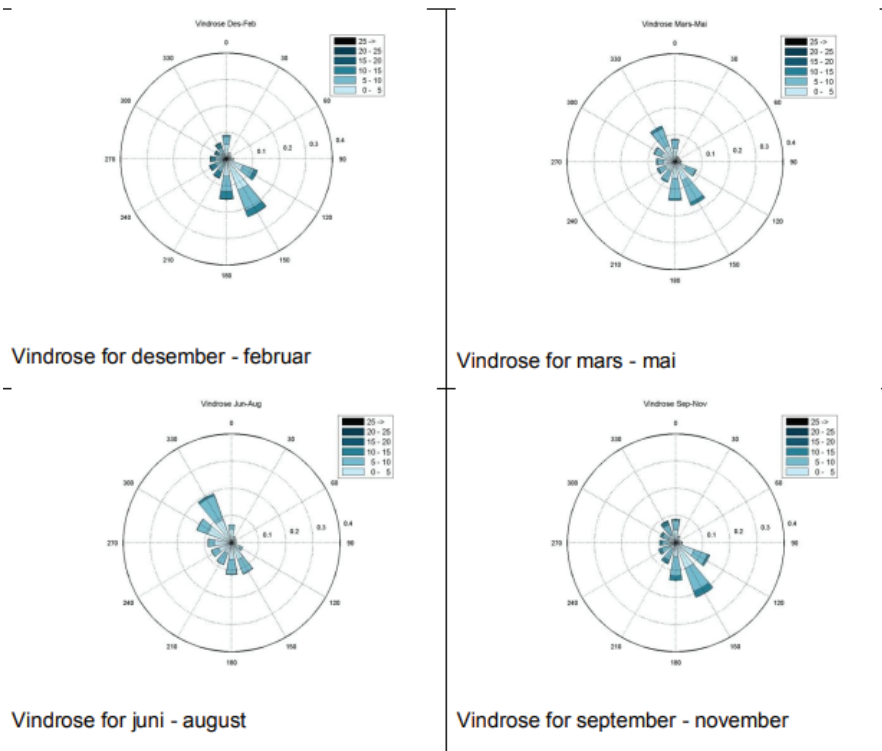 Vindrose Des-Feb
25 ->
20 - 25
15 - 20
10 - 15
5 - 10
0 - 5
0
30
60
90
120
150
180
210
240
270
300
330
0.1
0.2
0.3
0.4
Vindrose for desember - februar
Vindrose Mars-Mai
25 ->
20 - 25
15 - 20
10 - 15
5 - 10
0 - 5
0
30
60
90
120
150
180
210
240
270
300
330
0.1
0.2
0.3
0.4
Vindrose for mars - mai
Vindrose Jun-Aug
25 ->
20 - 25
15 - 20
10 - 15
5 - 10
0 - 5
0
30
60
90
120
150
180
210
240
270
300
330
0.1
0.2
0.3
0.4
Vindrose for juni - august
Vindrose Sep-Nov
25 ->
20 - 25
15 - 20
10 - 15
5 - 10
0 - 5
0
30
60
90
120
150
180
210
240
270
300
330
0.1
0.2
0.3
0.4
Vindrose for september - november